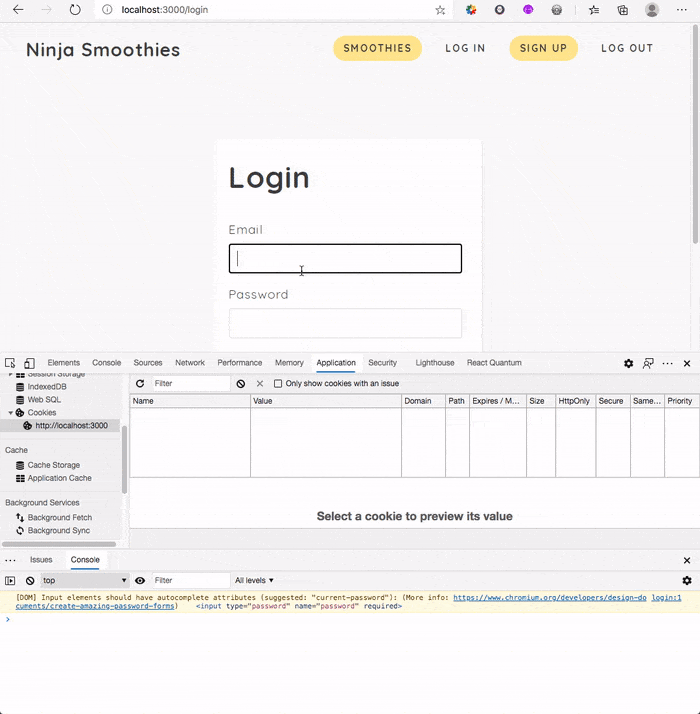 localhost:3000/login
Ninja Smoothies
SMOOTHIES LOG IN SIGN UP LOG OUT
Login
Email
Password
Elements Console Sources Network Performance Memory Application Security Lighthouse React Quantum
Session Storage
IndexedDB
Web SQL
Cookies
http://localhost:3000
Cache
Cache Storage
Application Cache
Background Services
Background Fetch
Background Sync
Filter Only show cookies with an issue
Name Value Domain Path Expires / M... Size HttpOnly Secure Same... Priority
Select a cookie to preview its value
Issues Console
top Filter All levels
[DOM] Input elements should have autocomplete attributes (suggested: "current-password"): (More info: https://www.chromium.org/developers/design-do login:1
cuments/create-amazing-password-forms) <input type="password" name="password" required>